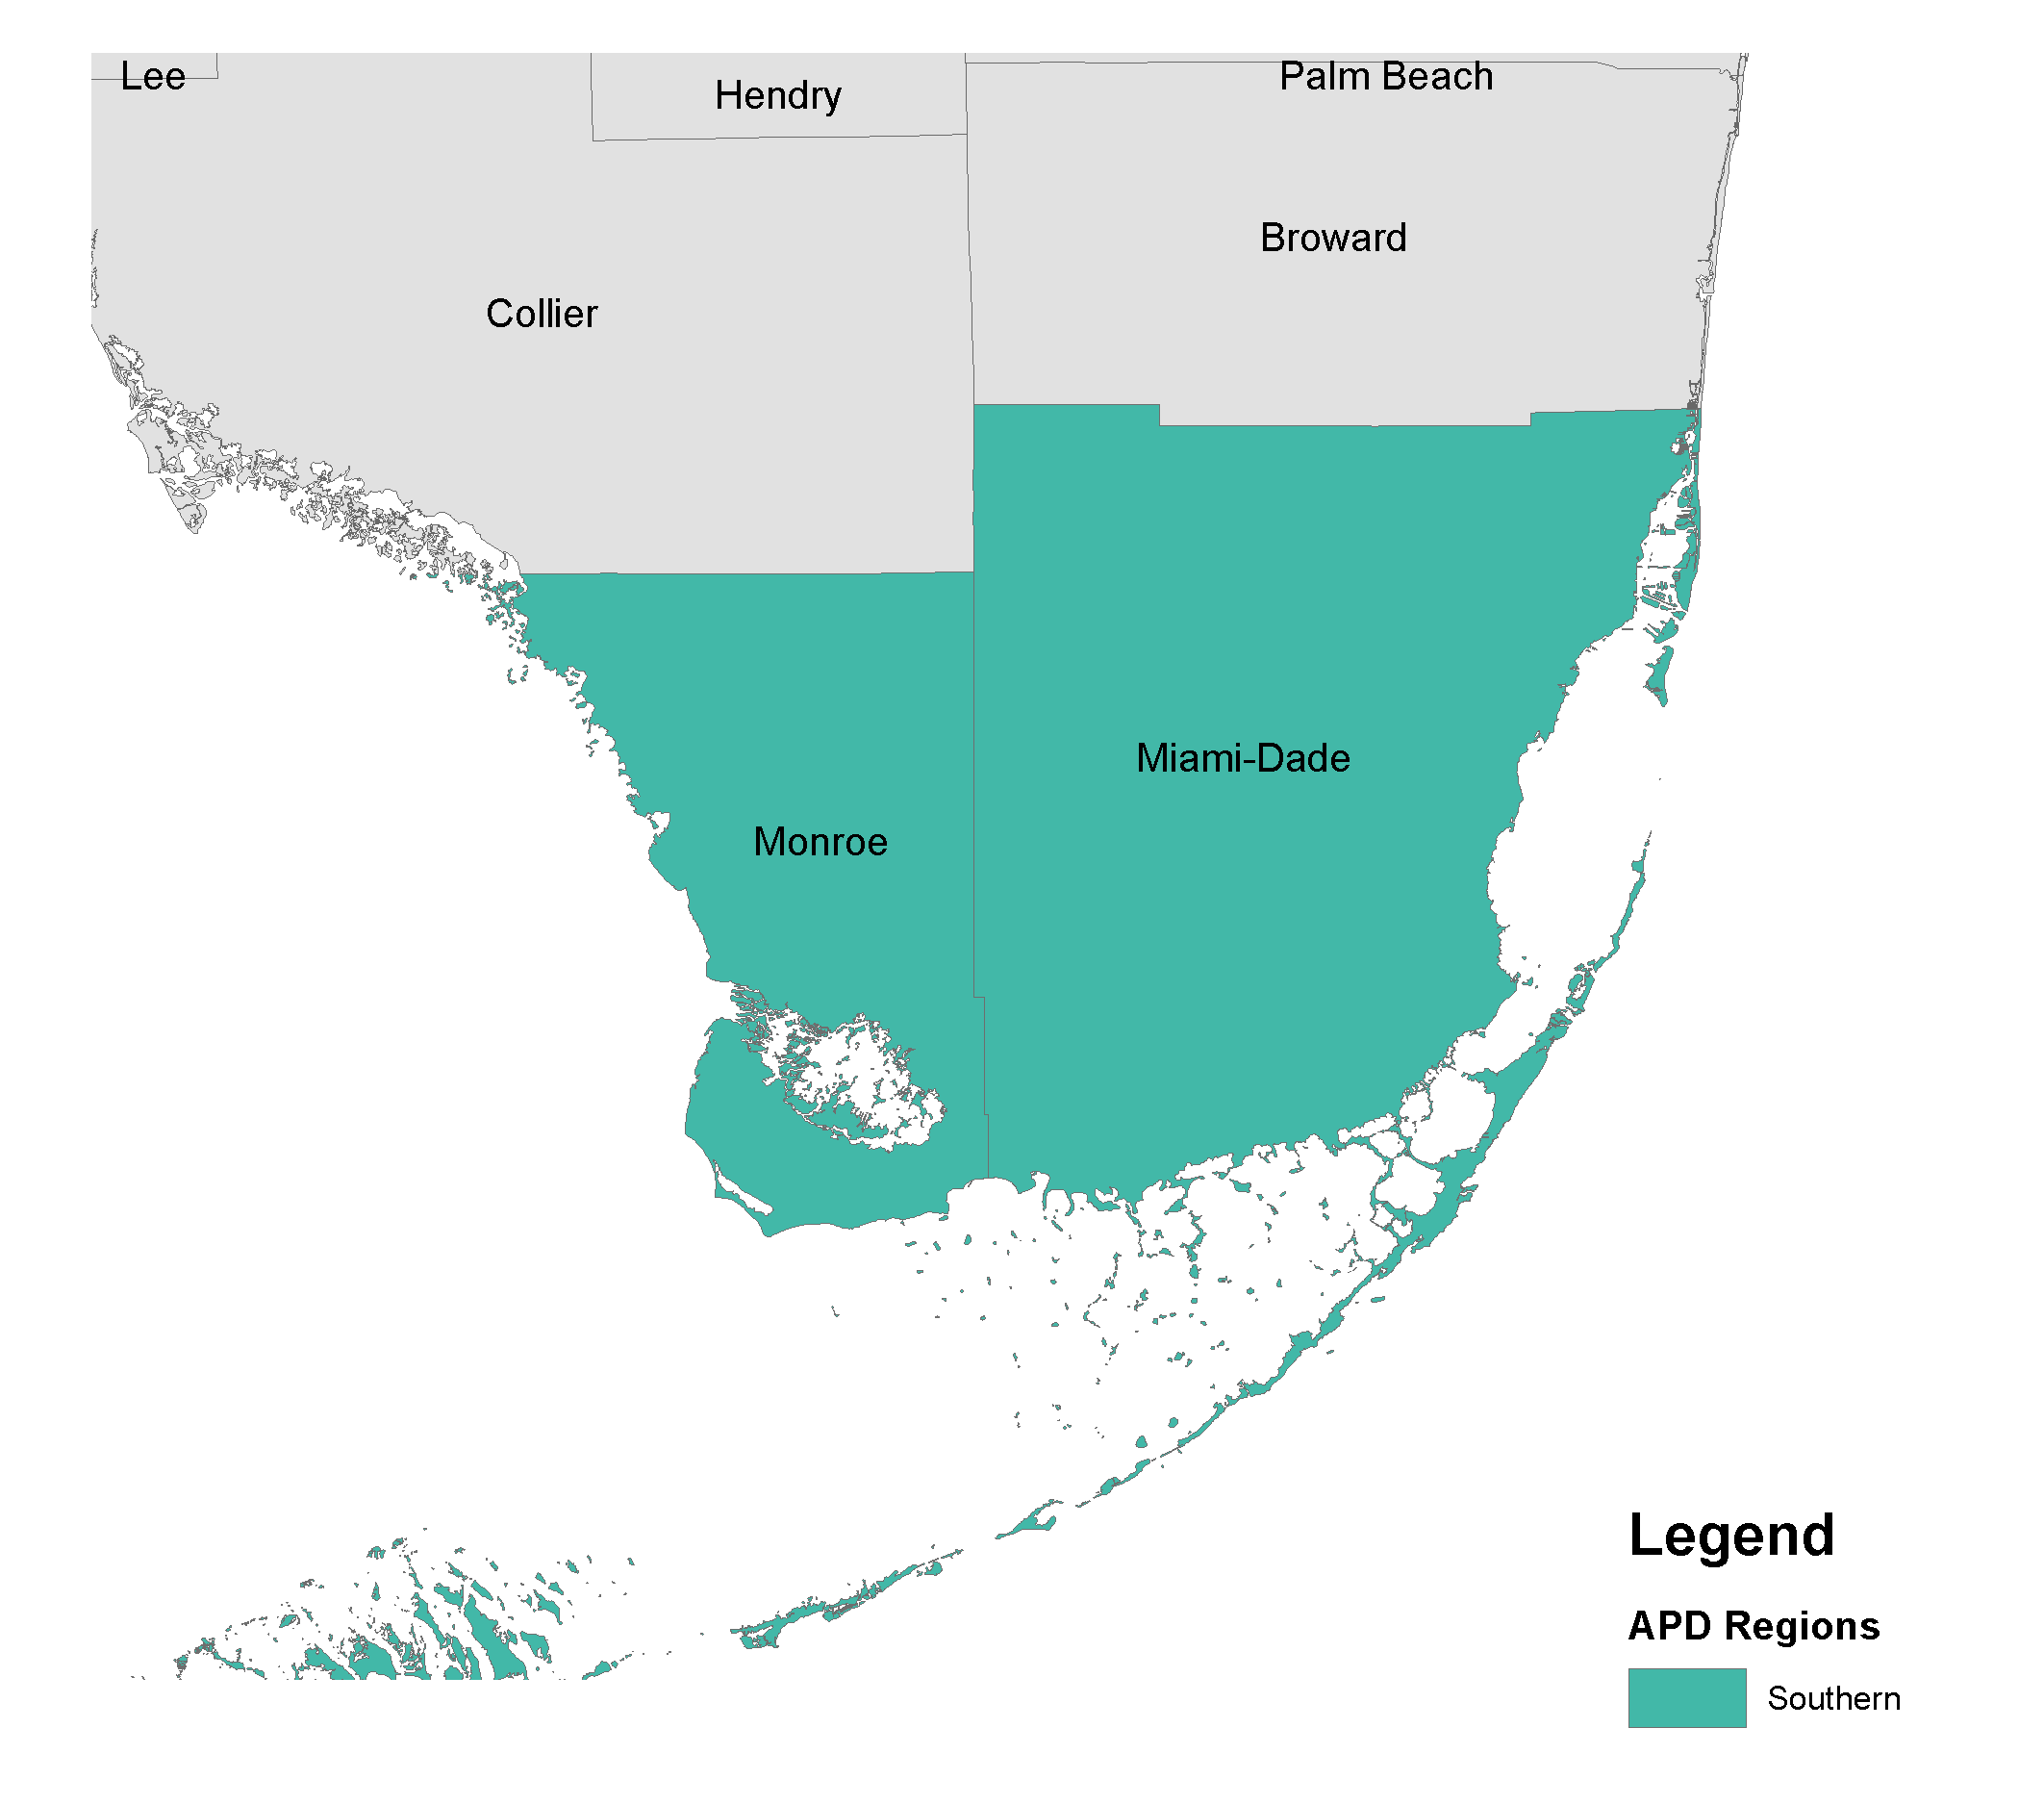 Lee
Hendry
Palm Beach
Broward
Collier
Miami-Dade
Monroe
Legend
APD Regions
Southern